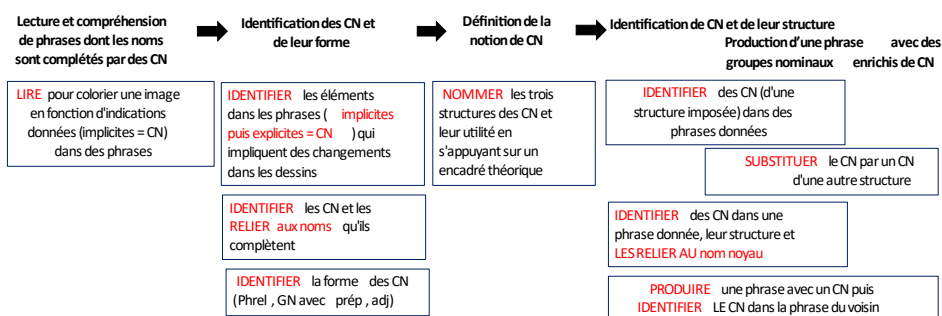 Lecture et compréhension
de phrases dont les noms
sont complétés par des CN
Identification des CN et
de leur forme
Définition de la
notion de CN
Identification de CN et de leur structure
Production d'une phrase avec des
groupes nominaux enrichis de CN
LIRE pour colorier une image
en fonction d'indications
données (implicites = CN)
dans des phrases
IDENTIFIER les éléments
dans les phrases ( implicites
puis explicites = CN ) qui
impliquent des changements
dans les dessins
IDENTIFIER les CN et les
RELIER aux noms qu'ils
complètent
IDENTIFIER la forme des CN
(Phrel , GN avec prép , adj)
NOMMER les trois
structures des CN et
leur utilité en
s'appuyant sur un
encadré théorique
IDENTIFIER des CN (d'une
structure imposée) dans des
phrases données
SUBSTITUER le CN par un CN
d'une autre structure
IDENTIFIER des CN dans une
phrase donnée, leur structure et
LES RELIER AU nom noyau
PRODUIRE une phrase avec un CN puis
IDENTIFIER LE CN dans la phrase du voisin